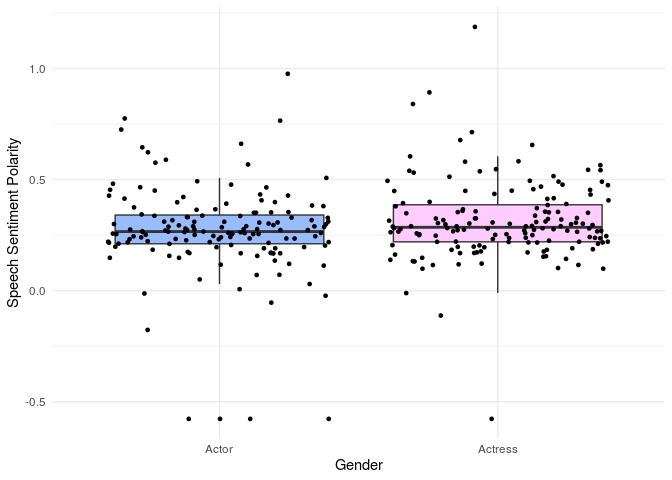 Speech Sentiment Polarity
1.0
0.5
0.0
-0.5
Actor
Actress
Gender